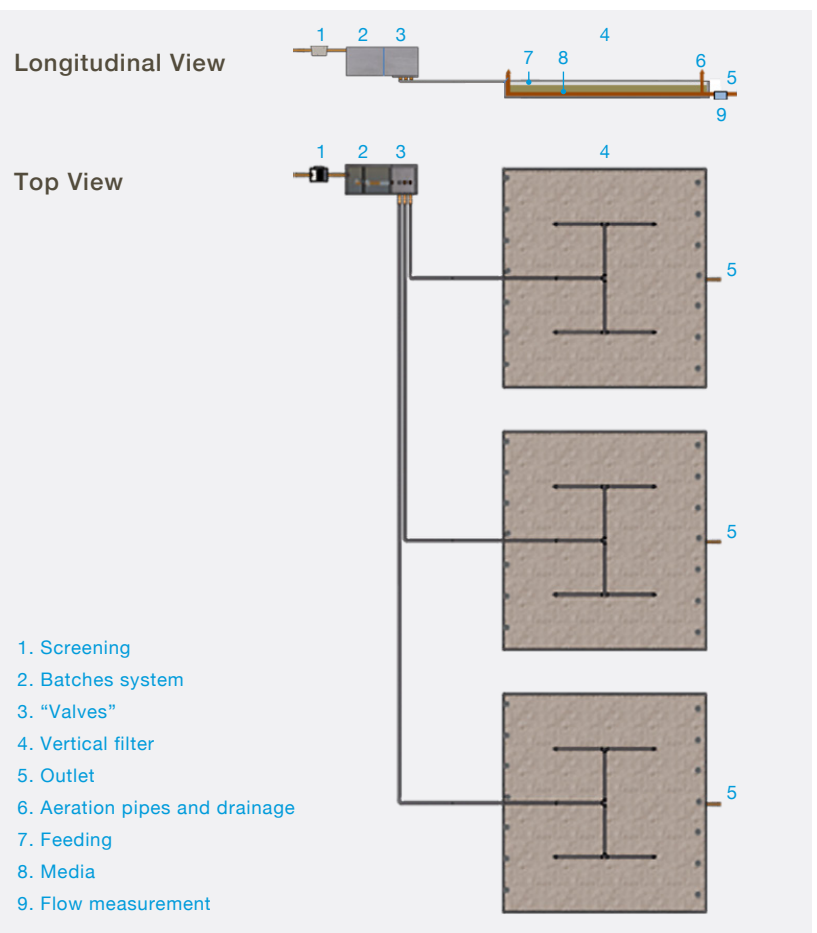 1 2 3 4
Longitudinal View
7 8 6
5
9
1 2 3 4
Top View
5
5
5
1. Screening
2. Batches system
3. “Valves”
4. Vertical filter
5. Outlet
6. Aeration pipes and drainage
7. Feeding
8. Media
9. Flow measurement